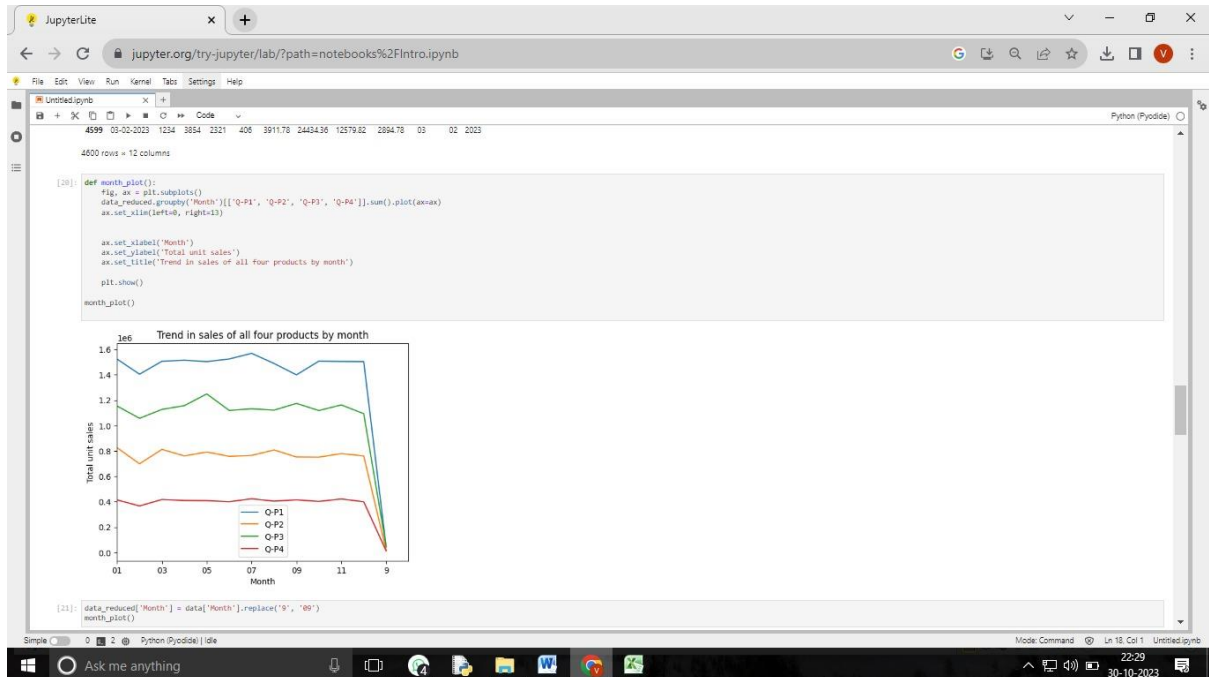 JupyterLite
jupyter.org/try-jupyter/lab/?path=notebooks%2FIntro.ipynb
V
File Edit View Run Kernel Tabs Settings Help
Untitled.ipynb
Code
Python (Pyodide)
4599 03-02-2023 1234 3854 2321 406 3911.78 24434.36 12579.82 2894.78 03 02 2023
4600 rows × 12 columns
[20]: def month_plot():
fig, ax = plt.subplots()
data_reduced.groupby('Month')[['Q-P1', 'Q-P2', 'Q-P3', 'Q-P4']].sum().plot(ax=ax)
ax.set_xlim(left=0, right=13)
ax.set_xlabel('Month')
ax.set_ylabel('Total unit sales')
ax.set_title('Trend in sales of all four products by month')
plt.show()
month_plot()
1e6 Trend in sales of all four products by month
1.6
1.4
1.2
1.0
0.8
0.6
0.4
0.2
0.0
Total unit sales
Q-P1
Q-P2
Q-P3
Q-P4
01 03 05 07 09 11 9
Month
[21]: data_reduced['Month'] = data['Month'].replace('9', '09')
month_plot()
Simple 0 2 Python (Pyodide) | Idle Mode: Command Ln 18, Col 1 Untitled.ipynb
Ask me anything
22:29
30-10-2023